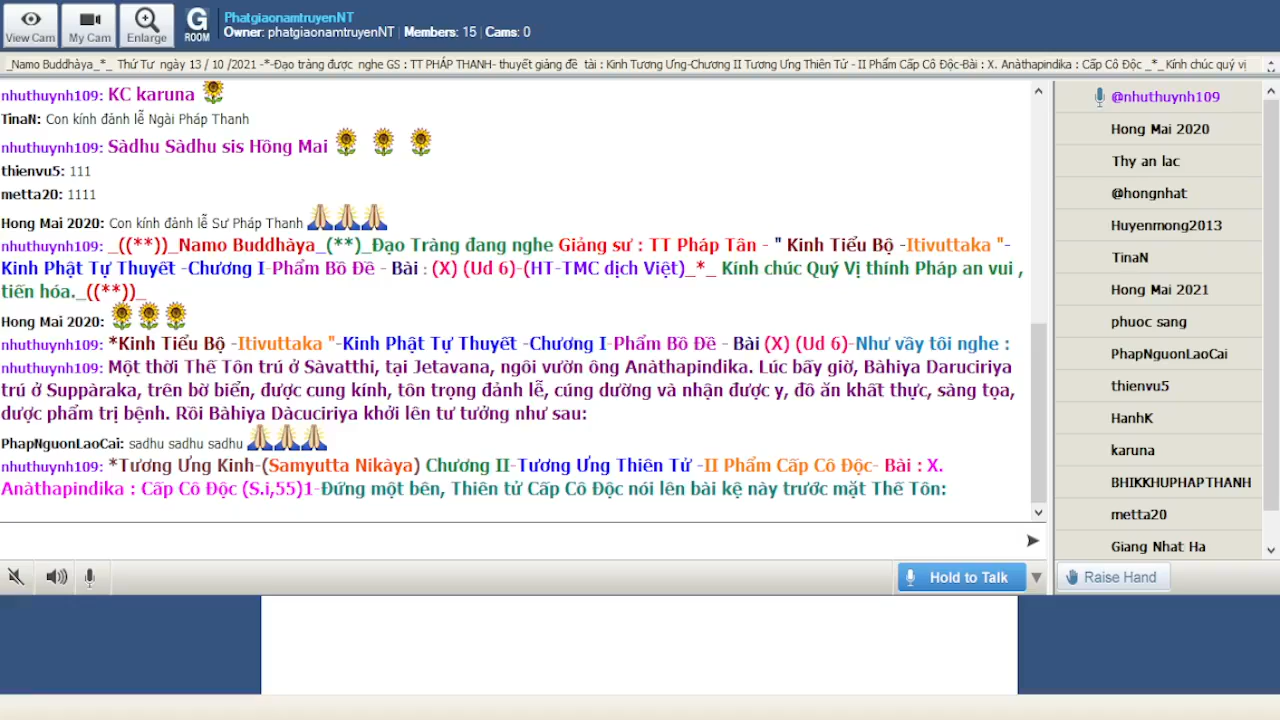 View Cam
My Cam
Enlarge
G
ROOM
PhatgiaonamtruyenNT
Owner: phatgiaonamtruyenNT | Members: 15 | Cams: 0
_Namo Buddhàya_*_ Thứ Tư ngày 13 / 10 /2021 -*-Đạo tràng được nghe GS : TT PHÁP THANH- thuyết giảng đề tài : Kinh Tương Ưng-Chương II Tương Ưng Thiên Tử - II Phẩm Cấp Cô Độc-Bài : X. Anàthapindika : Cấp Cô Độc _*_ Kính chúc quý vị
nhuthuynh109: KC karuna
TinaN: Con kính đảnh lễ Ngài Pháp Thanh
nhuthuynh109: Sàdhu Sàdhu sis Hồng Mai
thienvu5: 111
metta20: 1111
Hong Mai 2020: Con kính đảnh lễ Sư Pháp Thanh
nhuthuynh109: _((**))_Namo Buddhàya_(**)_Đạo Tràng đang nghe Giảng sư : TT Pháp Tân - " Kinh Tiểu Bộ -Itivuttaka "-
Kinh Phật Tự Thuyết -Chương I-Phẩm Bồ Đề - Bài : (X) (Ud 6)-(HT-TMC dịch Việt)_*_ Kính chúc Quý Vị thính Pháp an vui ,
tiến hóa._((**))_
Hong Mai 2020:
nhuthuynh109: *Kinh Tiểu Bộ -Itivuttaka "-Kinh Phật Tự Thuyết -Chương I-Phẩm Bồ Đề - Bài (X) (Ud 6)-Như vầy tôi nghe :
nhuthuynh109: Một thời Thế Tôn trú ở Sàvatthi, tại Jetavana, ngôi vườn ông Anàthapindika. Lúc bấy giờ, Bàhiya Daruciriya
trú ở Suppàraka, trên bờ biển, được cung kính, tôn trọng đảnh lễ, cúng dường và nhận được y, đồ ăn khất thực, sàng tọa,
dược phẩm trị bệnh. Rồi Bàhiya Dàcuciriya khởi lên tư tưởng như sau:
PhapNguonLaoCai: sadhu sadhu sadhu
nhuthuynh109: *Tương Ưng Kinh-(Samyutta Nikàya) Chương II-Tương Ưng Thiên Tử -II Phẩm Cấp Cô Độc- Bài : X.
Anàthapindika : Cấp Cô Độc (S.i,55)1-Đứng một bên, Thiên tử Cấp Cô Độc nói lên bài kệ này trước mặt Thế Tôn:
@nhuthuynh109
Hong Mai 2020
Thy an lac
@hongnhat
Huyenmong2013
TinaN
Hong Mai 2021
phuoc sang
PhapNguonLaoCai
thienvu5
HanhK
karuna
BHIKKHUPHAPTHANH
metta20
Giang Nhat Ha
Hold to Talk
Raise Hand